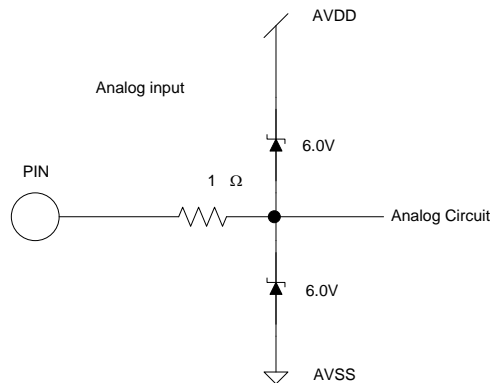 AVDD
Analog input
6.0V
PIN
1 Ω
Analog Circuit
6.0V
AVSS